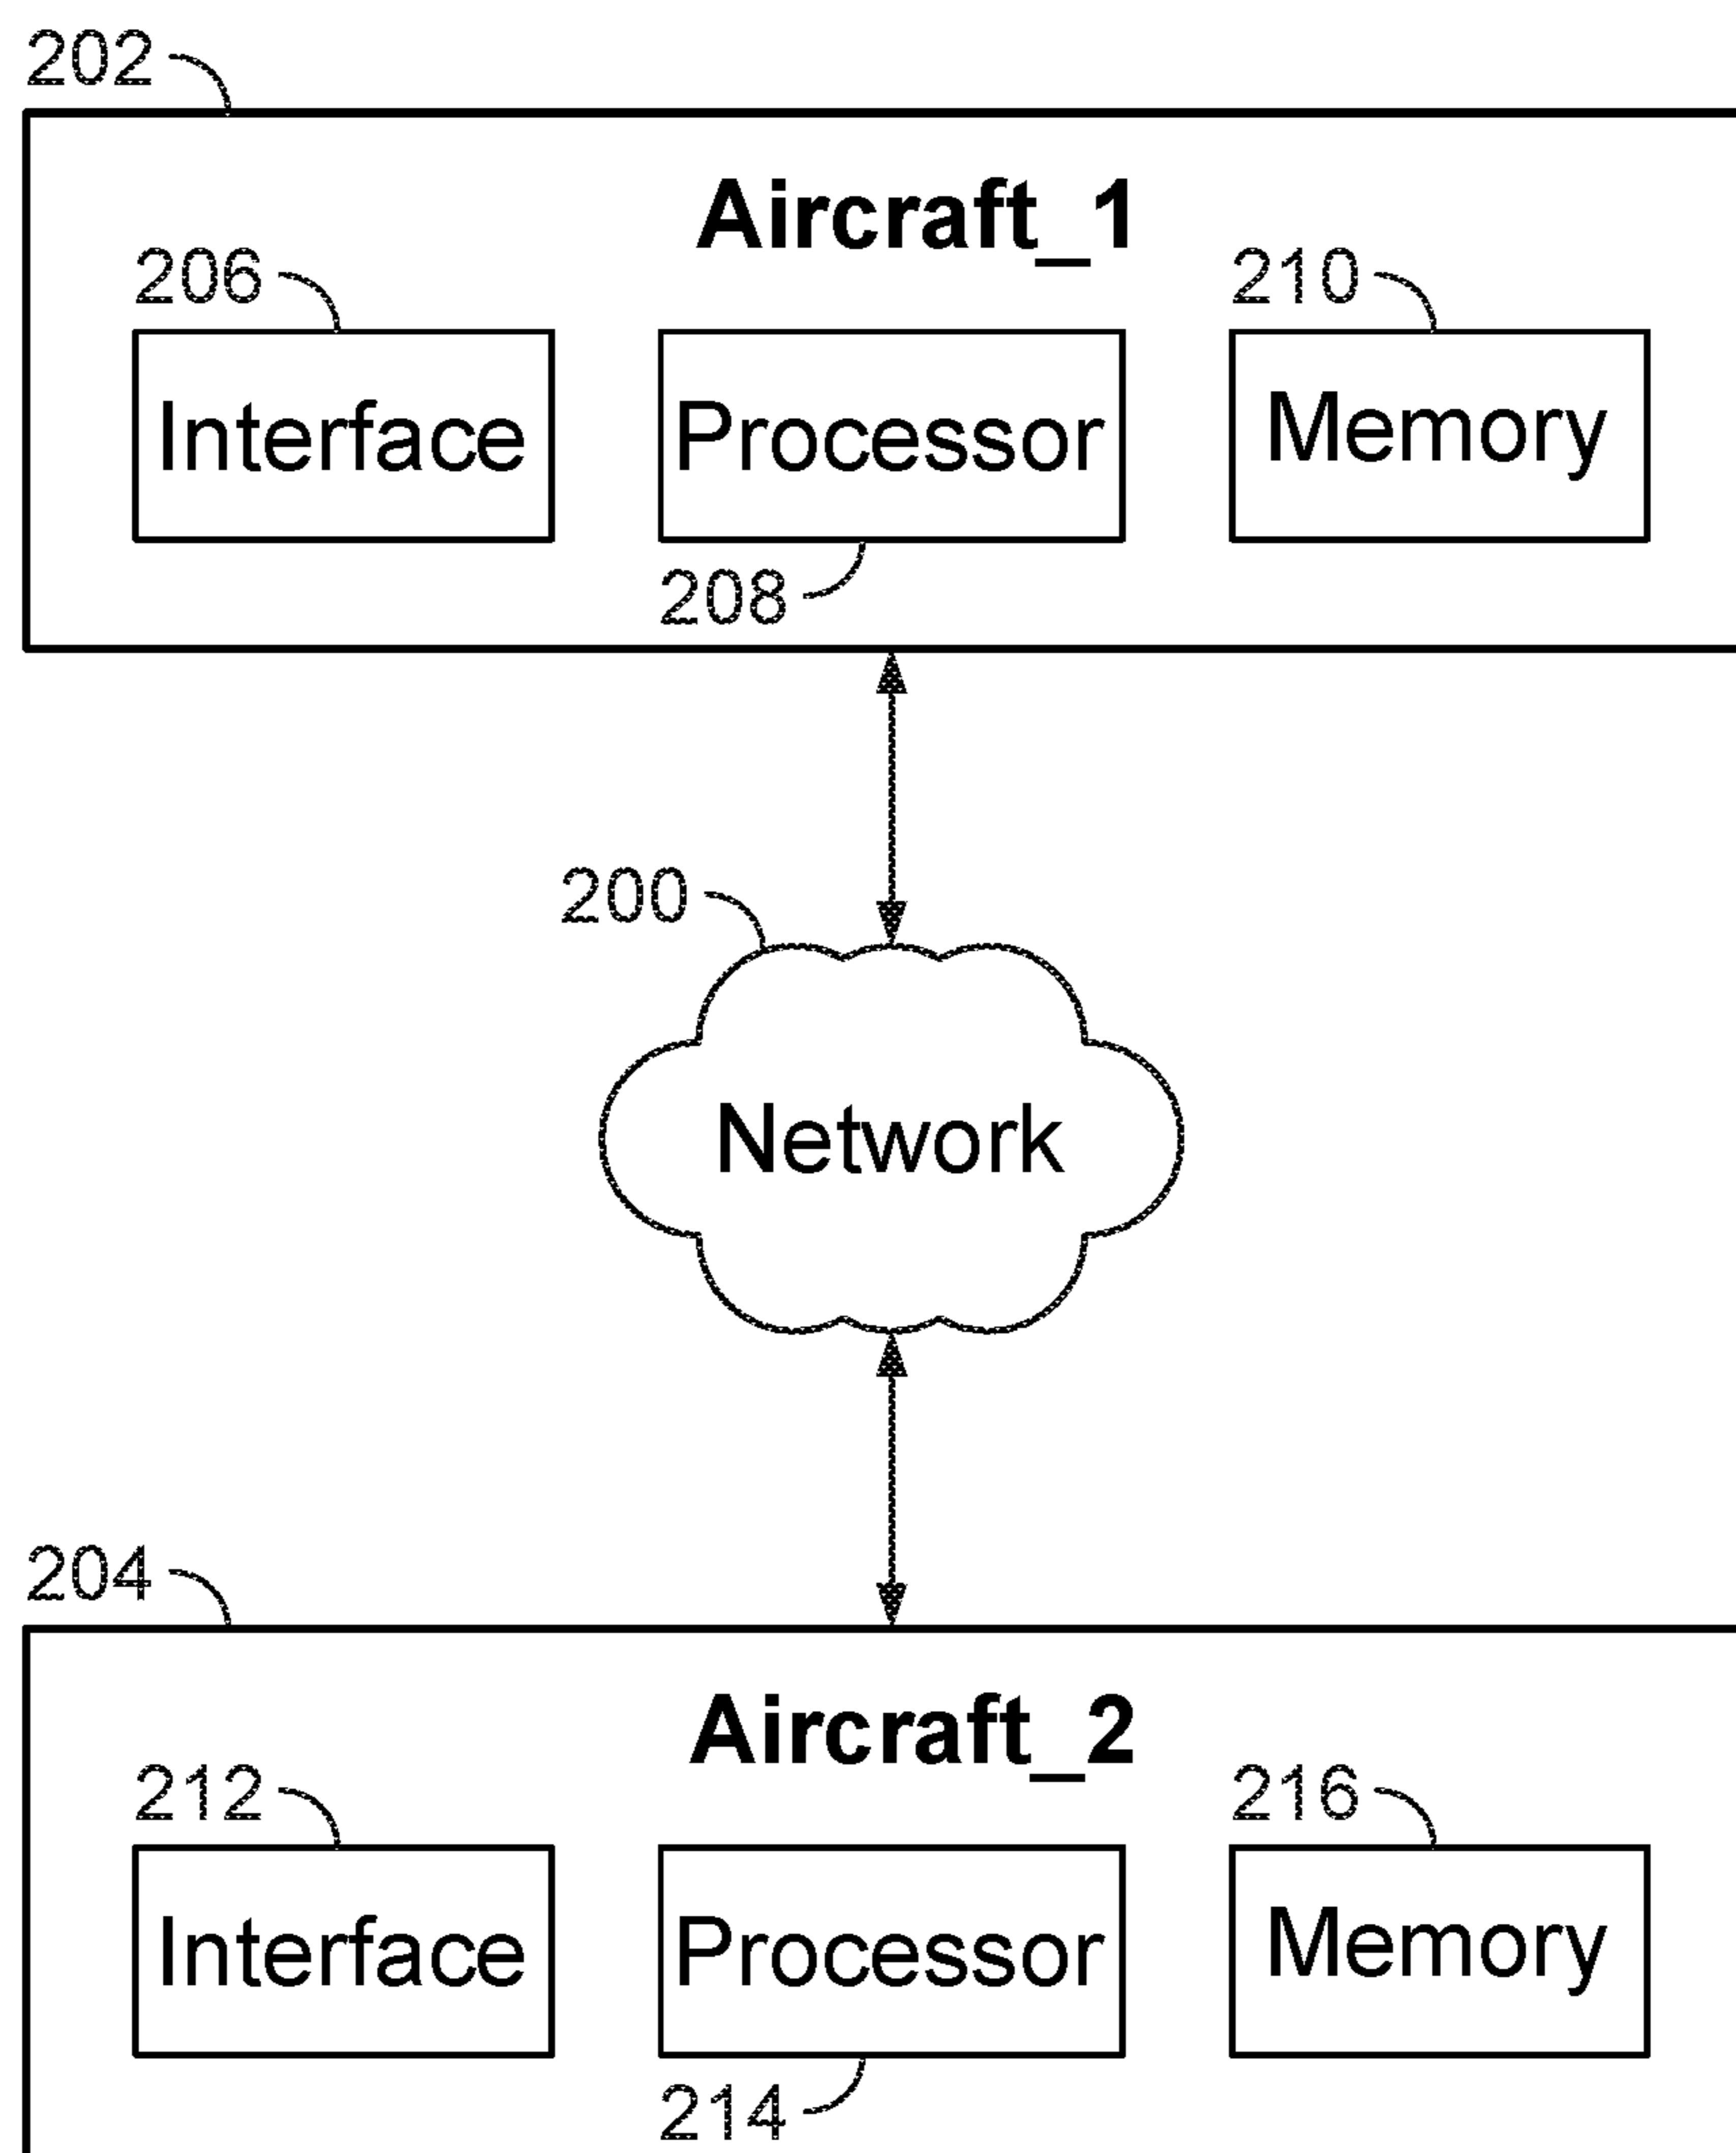 202
Aircraft_1
206
210
Interface
Processor
Memory
208
200
Network
204
Aircraft_2
212
216
Interface
Processor
Memory
214